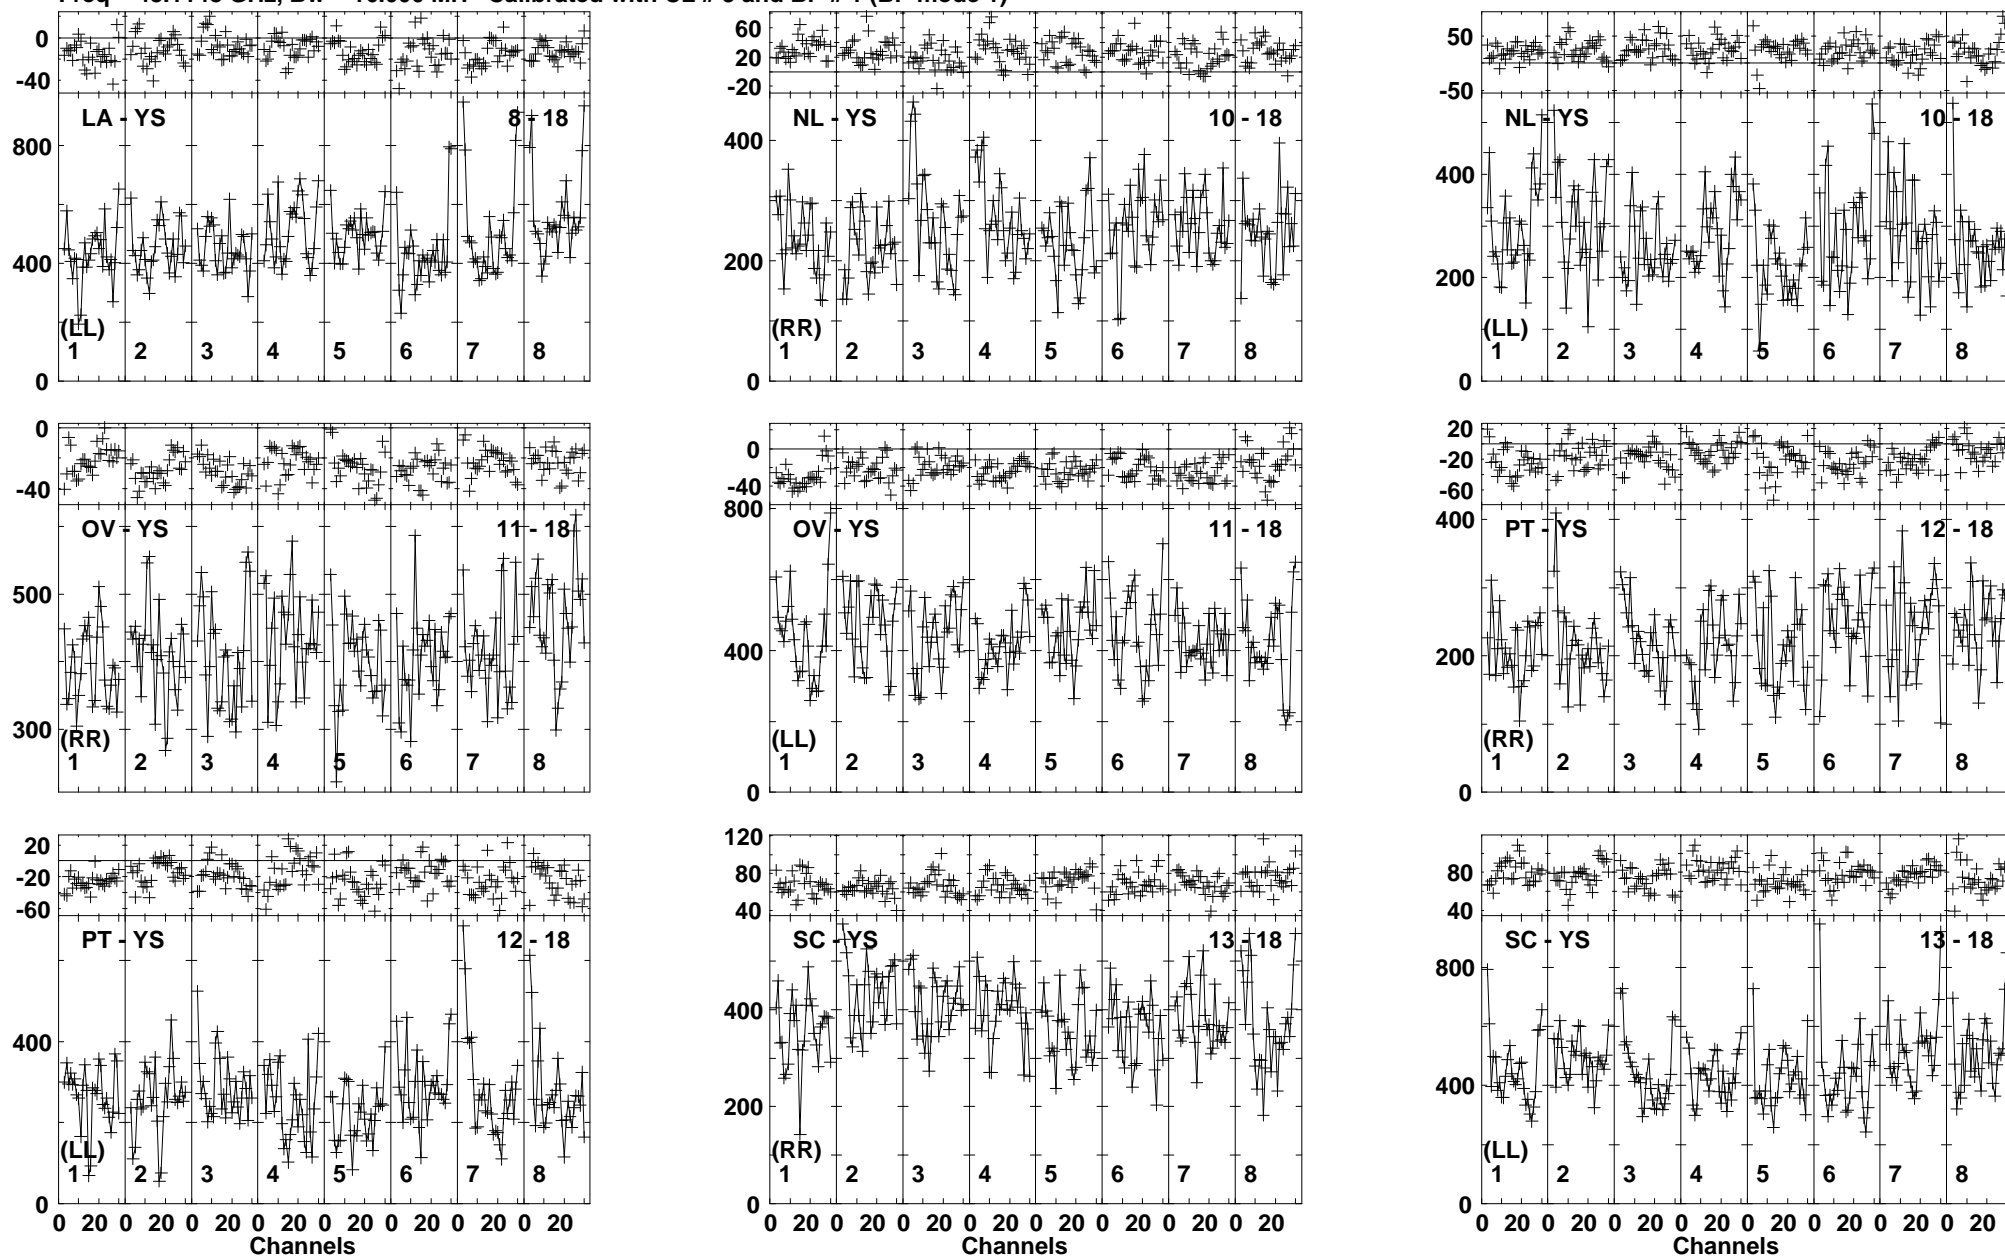 0 -40 LA - YS 8 - 18 800 400 0 (LL) 1 2 3 4 5 6 7 8
60 20 -20 NL - YS 10 - 18 400 200 0 (RR) 1 2 3 4 5 6 7 8
50 -50 NL - YS 10 - 18 400 200 0 (LL) 1 2 3 4 5 6 7 8
0 -40 OV - YS 11 - 18 500 300 (RR) 1 2 3 4 5 6 7 8
0 -40 OV - YS 11 - 18 800 400 0 (LL) 1 2 3 4 5 6 7 8
20 -20 -60 PT - YS 12 - 18 400 200 0 (RR) 1 2 3 4 5 6 7 8
20 -20 -60 PT - YS 12 - 18 400 0 (LL) 1 2 3 4 5 6 7 8
0 20 0 20 0 20 0 20 0 20 0 20 0 20 0 20
Channels
120 80 40 SC - YS 13 - 18 400 200 0 (RR) 1 2 3 4 5 6 7 8
0 20 0 20 0 20 0 20 0 20 0 20 0 20 0 20
Channels
80 40 SC - YS 13 - 18 800 400 0 (LL) 1 2 3 4 5 6 7 8
0 20 0 20 0 20 0 20 0 20 0 20 0 20 0 20
Channels